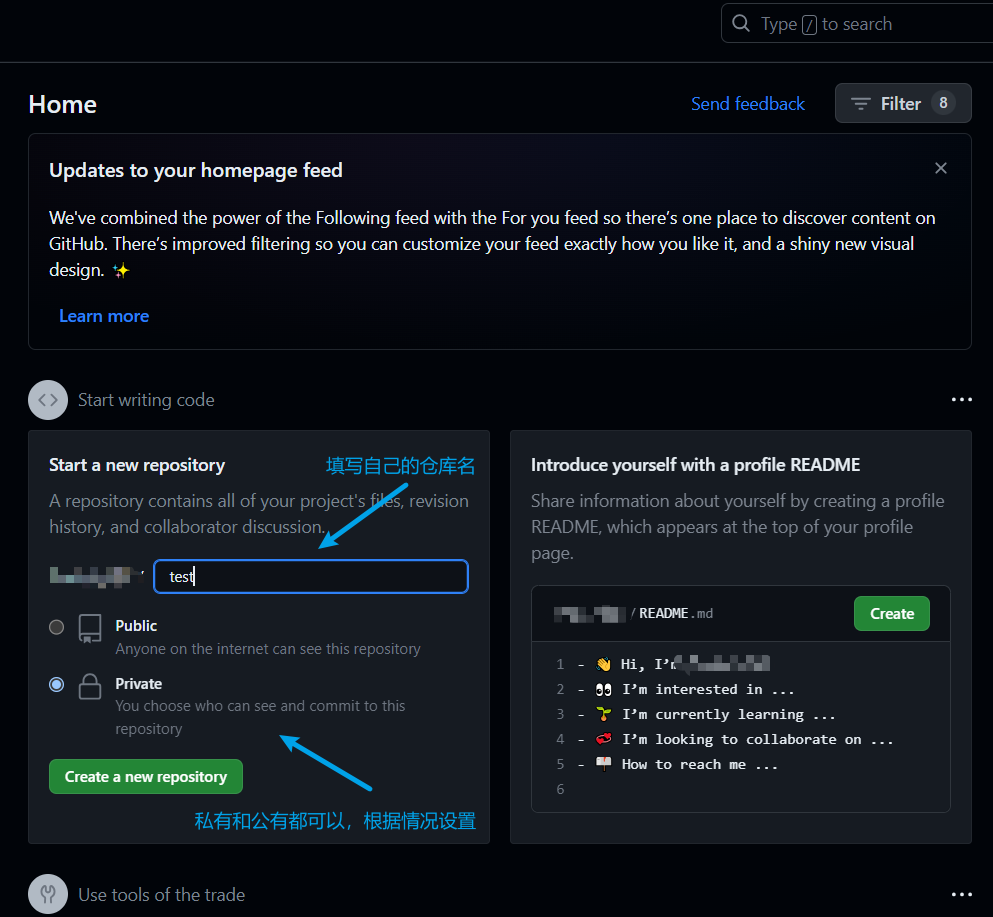 Type / to search
Home
Send feedback
Filter 8
Updates to your homepage feed
We've combined the power of the Following feed with the For you feed so there’s one place to discover content on
GitHub. There’s improved filtering so you can customize your feed exactly how you like it, and a shiny new visual
design. ✨
Learn more
Start writing code
Start a new repository
填写自己的仓库名
A repository contains all of your project's files, revision
history, and collaborator discussion.
test
Public
Anyone on the internet can see this repository
Private
You choose who can see and commit to this
repository
Create a new repository
私有和公有都可以，根据情况设置
Introduce yourself with a profile README
Share information about yourself by creating a profile
README, which appears at the top of your profile
page.
/ README.md
Create
1 - 👋 Hi, I’m
2 - 👀 I’m interested in ...
3 - 🌱 I’m currently learning ...
4 - 💞️ I’m looking to collaborate on ...
5 - 📫 How to reach me ...
6
Use tools of the trade